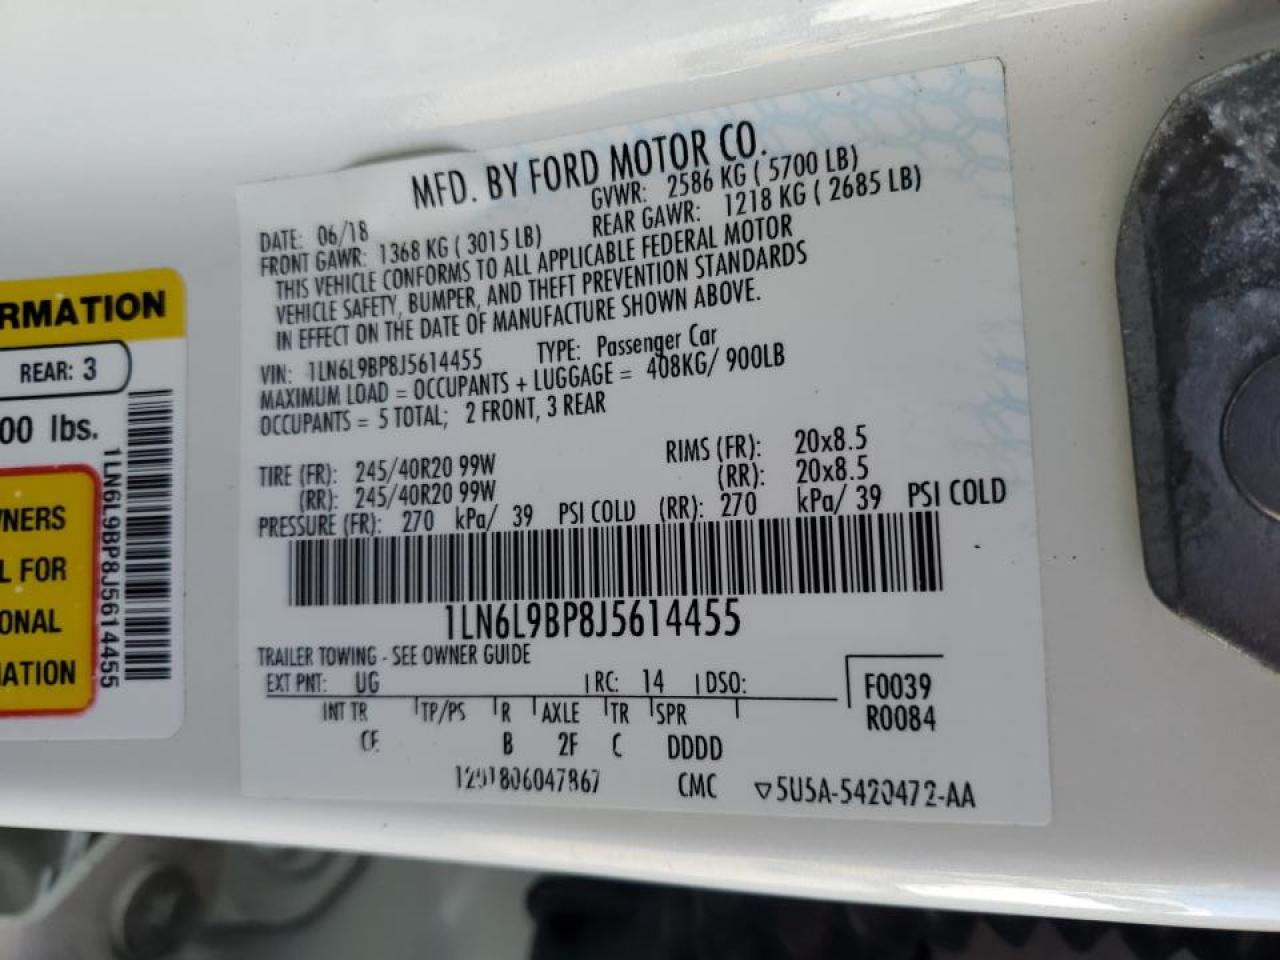 RMATION
REAR: 3
00 lbs.
WNERS
L FOR
ONAL
MATION
1LN6L9BP8J5614455
MFD. BY FORD MOTOR CO.
DATE: 06/18 GVWR: 2586 KG ( 5700 LB)
FRONT GAWR: 1368 KG ( 3015 LB) REAR GAWR: 1218 KG ( 2685 LB)
THIS VEHICLE CONFORMS TO ALL APPLICABLE FEDERAL MOTOR
VEHICLE SAFETY, BUMPER, AND THEFT PREVENTION STANDARDS
IN EFFECT ON THE DATE OF MANUFACTURE SHOWN ABOVE.
VIN: 1LN6L9BP8J5614455 TYPE: Passenger Car
MAXIMUM LOAD = OCCUPANTS + LUGGAGE = 408KG/ 900LB
OCCUPANTS = 5 TOTAL; 2 FRONT, 3 REAR
TIRE (FR): 245/40R20 99W RIMS (FR): 20x8.5
(RR): 245/40R20 99W (RR): 20x8.5
PRESSURE (FR): 270 kPa/ 39 PSI COLD (RR): 270 kPa/ 39 PSI COLD
1LN6L9BP8J5614455
TRAILER TOWING - SEE OWNER GUIDE
EXT PNT: UG RC: 14 DSO: F0039
INT TR TP/PS R AXLE TR SPR R0084
CE B 2F C DDDD
1201806047867 CMC ▽5U5A-5420472-AA